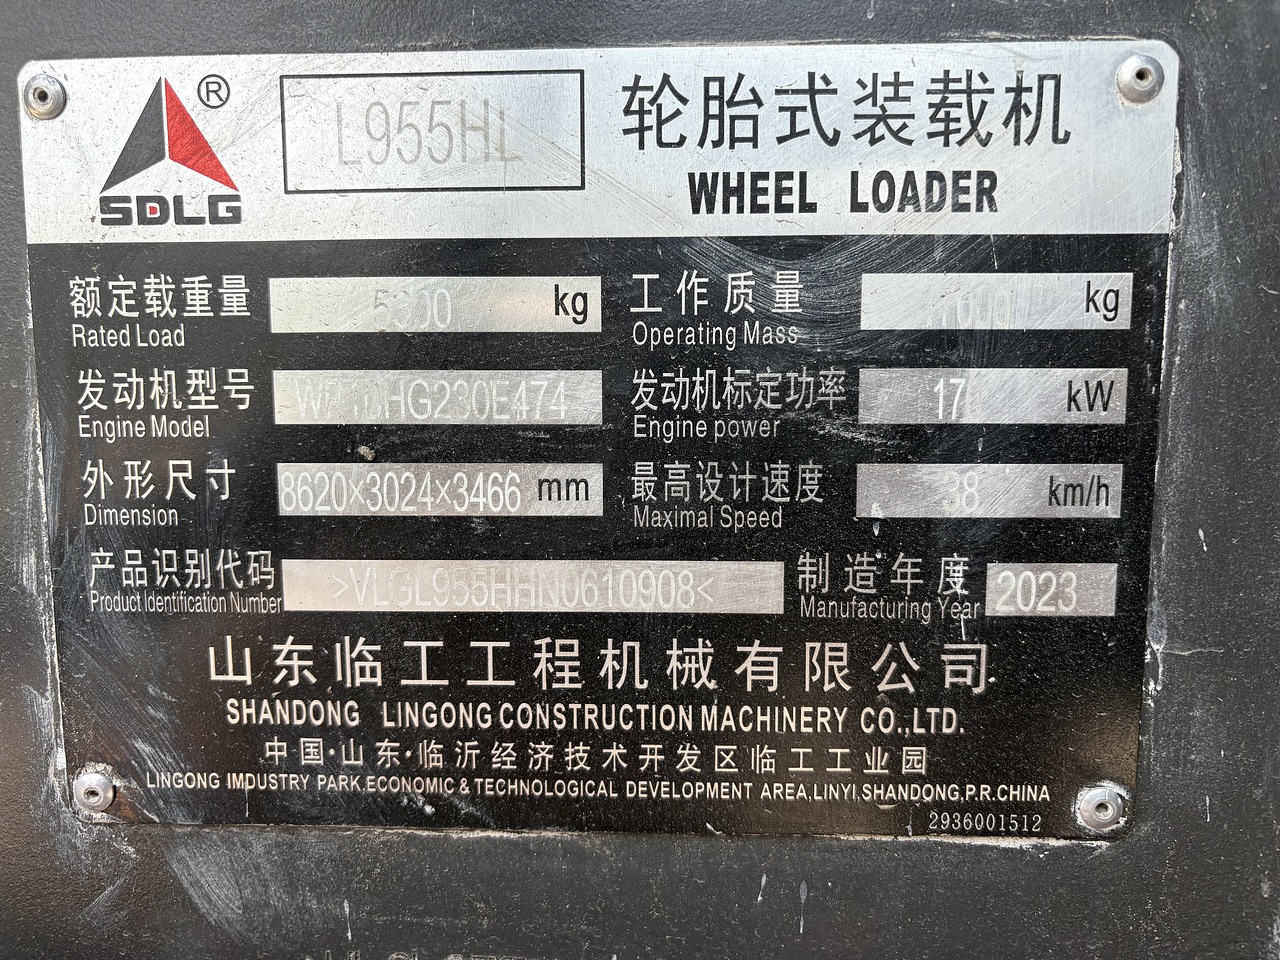 SDLG ® L955HL 轮胎式装载机
WHEEL LOADER
额定载重量 kg 工作质量 kg
Rated Load Operating Mass
发动机型号 发动机标定功率 kW
Engine Model Engine power
外形尺寸 8620×3024×3466 mm 最高设计速度 38 km/h
Dimension Maximal Speed
产品识别代码 >VLGL955HHN0610908< 制造年度 2023
Product Identification Number Manufacturing Year
山东临工工程机械有限公司
SHANDONG LINGONG CONSTRUCTION MACHINERY CO.,LTD.
中国·山东·临沂经济技术开发区临工工业园
LINGONG IMDUSTRY PARK.ECONOMIC & TECHNOLOGICAL DEVELOPMENT AREA,LINYI,SHANDONG,P.R.CHINA
2936001512